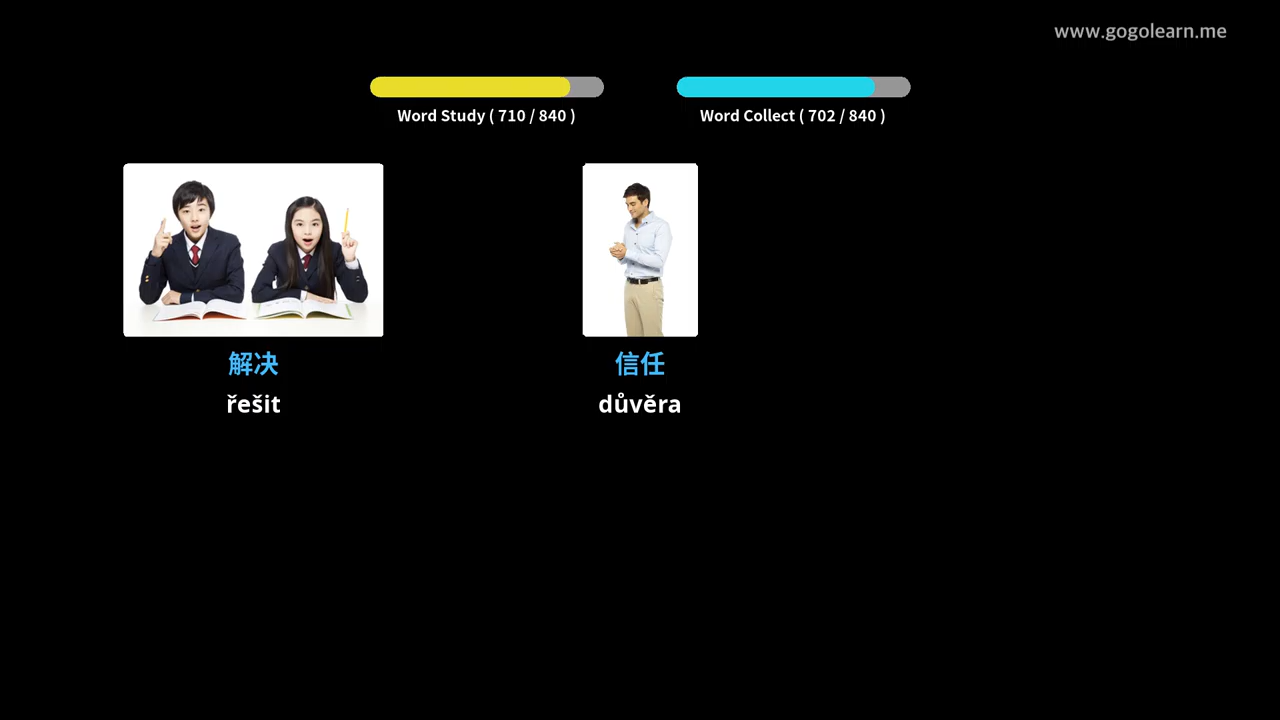 www.gogolearn.me
Word Study ( 710 / 840 )
Word Collect ( 702 / 840 )
解决
řešit
信任
důvěra